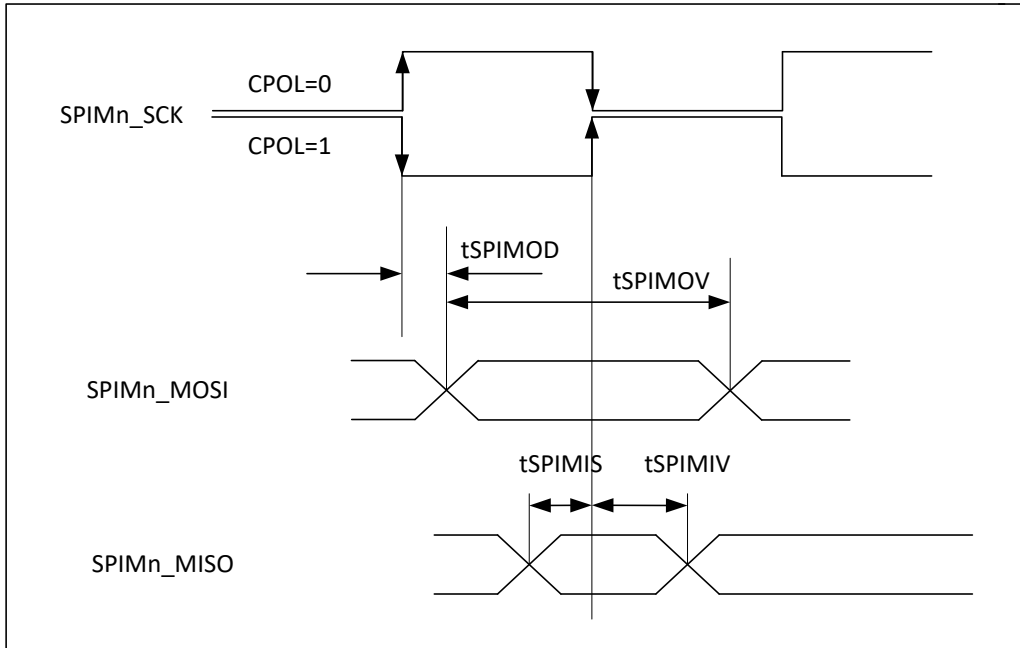 CPOL=0
SPIMn_SCK
CPOL=1
tSPIMOD
tSPIMOV
SPIMn_MOSI
tSPIMIS
tSPIMIV
SPIMn_MISO